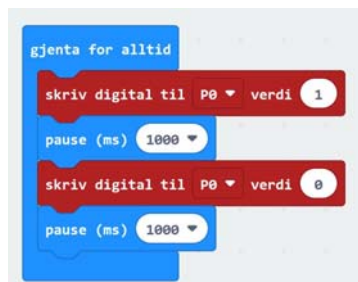 gjenta for alltid
skriv digital til P0 verdi 1
pause (ms) 1000
skriv digital til P0 verdi 0
pause (ms) 1000